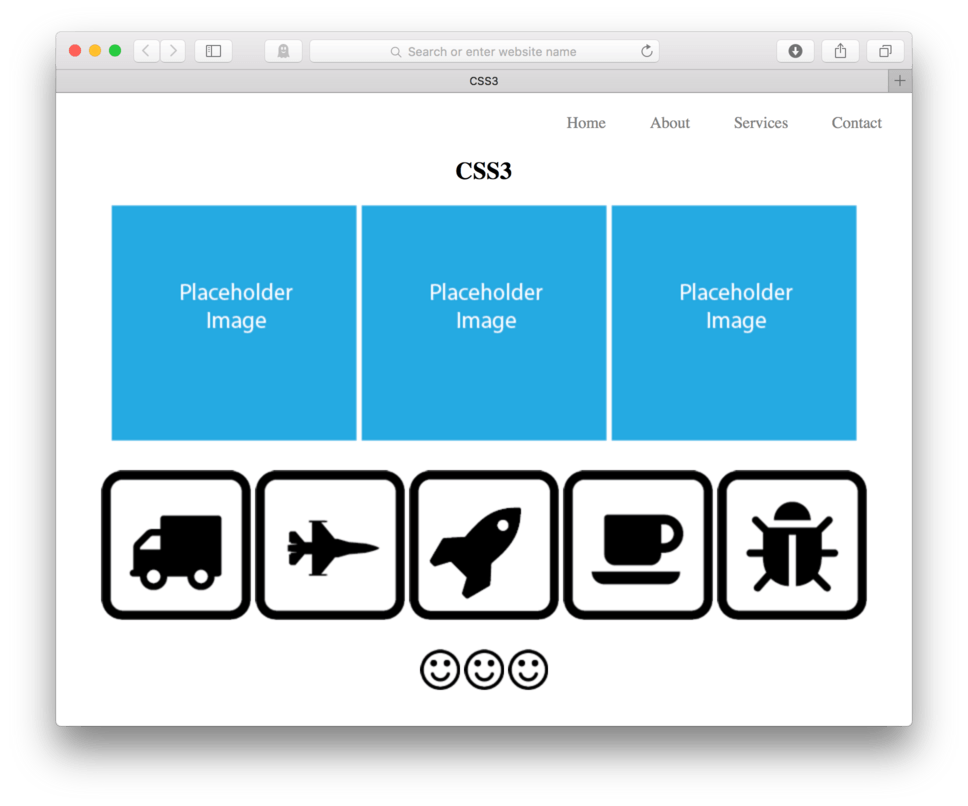 Search or enter website name
CSS3
Home About Services Contact
CSS3
Placeholder Image
Placeholder Image
Placeholder Image